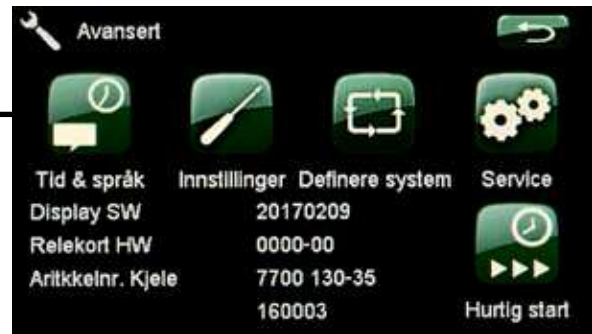 Avansert
Tid & språk Innstillinger Definere system Service
Display SW 20170209
Relekort HW 0000-00
Aritkkelnr. Kjele 7700 130-35
160003
Hurtig start